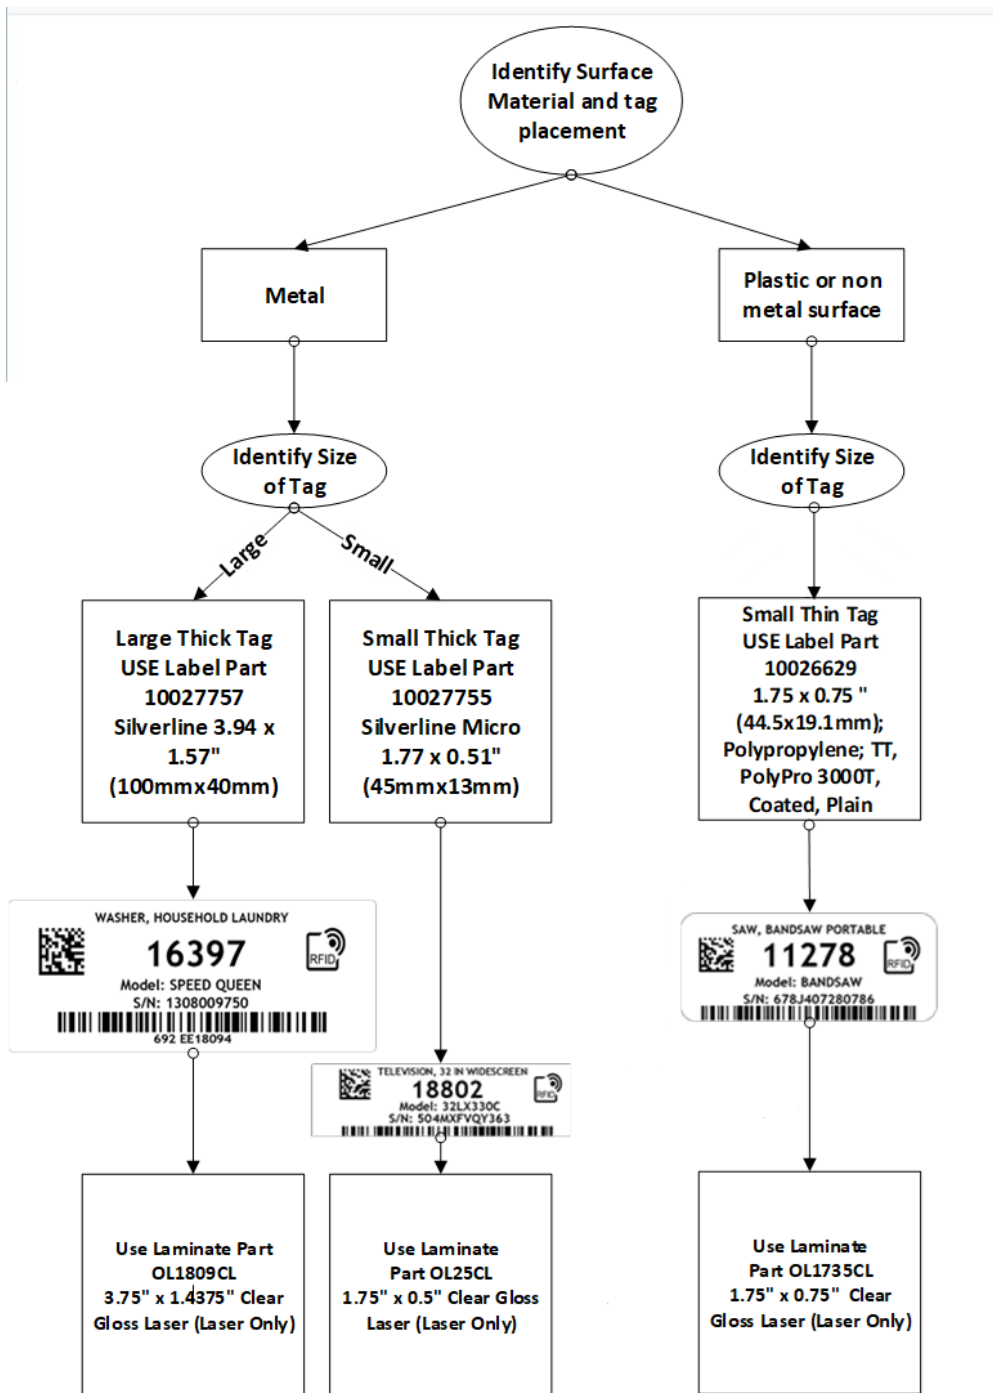 Identify Surface
Material and tag
placement
Metal
Plastic or non
metal surface
Identify Size
of Tag
Identify Size
of Tag
Large
Small
Large Thick Tag
USE Label Part
10027757
Silverline 3.94 x
1.57"
(100mmx40mm)
Small Thick Tag
USE Label Part
10027755
Silverline Micro
1.77 x 0.51"
(45mmx13mm)
Small Thin Tag
USE Label Part
10026629
1.75 x 0.75 "
(44.5x19.1mm);
Polypropylene; TT,
PolyPro 3000T,
Coated, Plain
WASHER, HOUSEHOLD LAUNDRY
16397
RFID
Model: SPEED QUEEN
S/N: 1308009750
692 EE18094
TELEVISION, 32 IN WIDESCREEN
18802
RFID
Model: 32LX330C
S/N: 504MXFVQY363
SAW, BANDSAW PORTABLE
11278
RFID
Model: BANDSAW
S/N: 678J407280786
Use Laminate Part
OL1809CL
3.75" x 1.4375" Clear
Gloss Laser (Laser Only)
Use Laminate
Part OL25CL
1.75" x 0.5" Clear Gloss
Laser (Laser Only)
Use Laminate
Part OL1735CL
1.75" x 0.75" Clear
Gloss Laser (Laser Only)